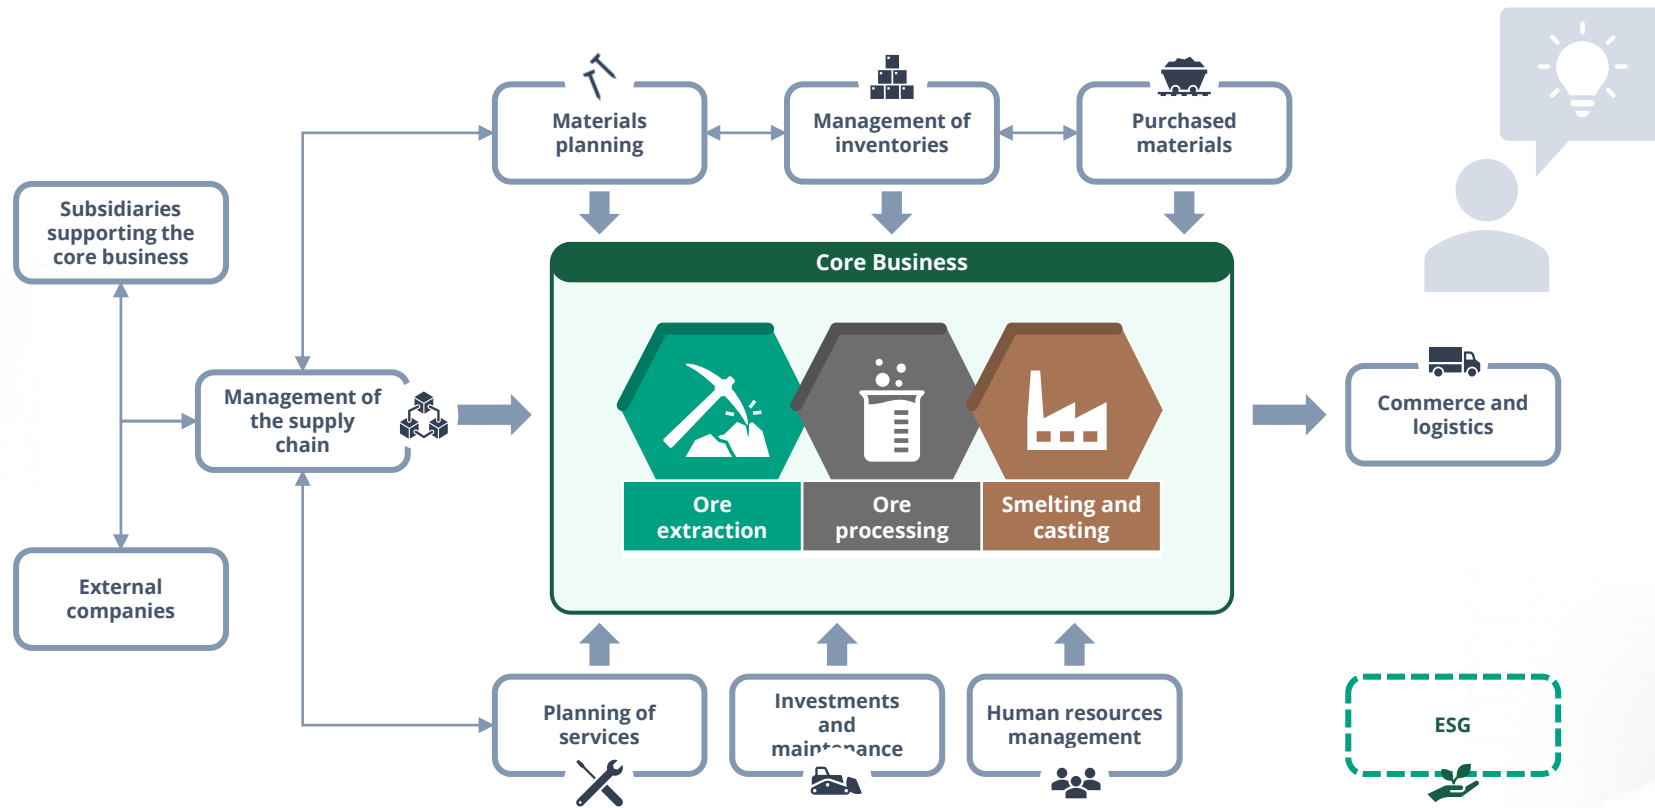 Materials
planning
Management of
inventories
Purchased
materials
Subsidiaries
supporting the
core business
Core Business
Management of
the supply
chain
Commerce and
logistics
Ore
extraction
Ore
processing
Smelting and
casting
External
companies
Planning of
services
Investments
and
maintenance
Human resources
management
ESG